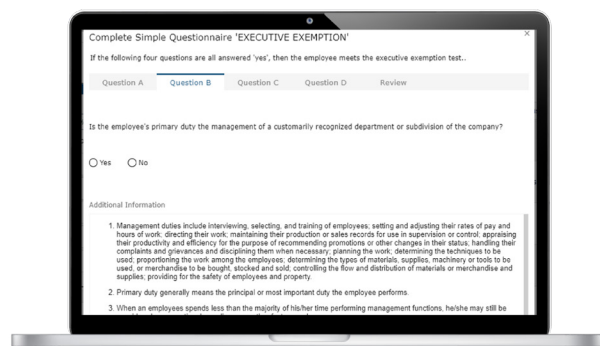 Complete Simple Questionnaire 'EXECUTIVE EXEMPTION'
If the following four questions are all answered 'yes', then the employee meets the executive exemption test..
Question A Question B Question C Question D Review
Is the employee's primary duty the management of a customarily recognized department or subdivision of the company?
Yes No
Additional Information
1. Management duties include interviewing, selecting, and training of employees; setting and adjusting their rates of pay and
hours of work; directing their work; maintaining their production or sales records for use in supervision or control; appraising
their productivity and efficiency for the purpose of recommending promotions or other changes in their status; handling their
complaints and grievances and disciplining them when necessary; planning the work; determining the techniques to be
used; proportioning the work among the employees; determining the types of materials, supplies, machinery or tools to be
used, or merchandise to be bought, stocked and sold; controlling the flow and distribution of materials or merchandise and
supplies; providing for the safety of employees and property.
2. Primary duty generally means the principal or most important duty the employee performs.
3. When an employee spends less than the majority of his/her time performing management functions, he/she may still be